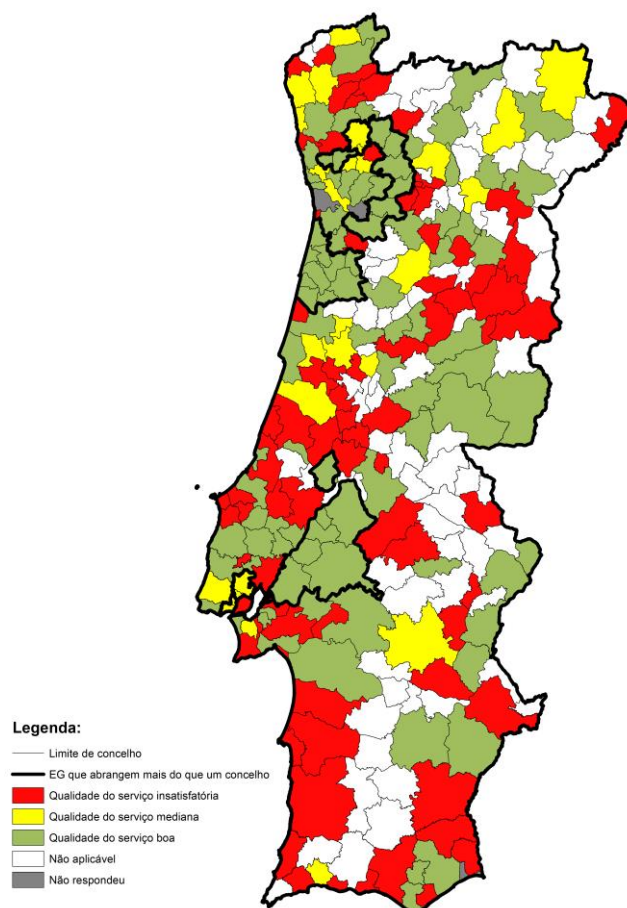 Legenda:
Limite de concelho
EG que abrangem mais do que um concelho
Qualidade do serviço insatisfatória
Qualidade do serviço mediana
Qualidade do serviço boa
Não aplicável
Não respondeu